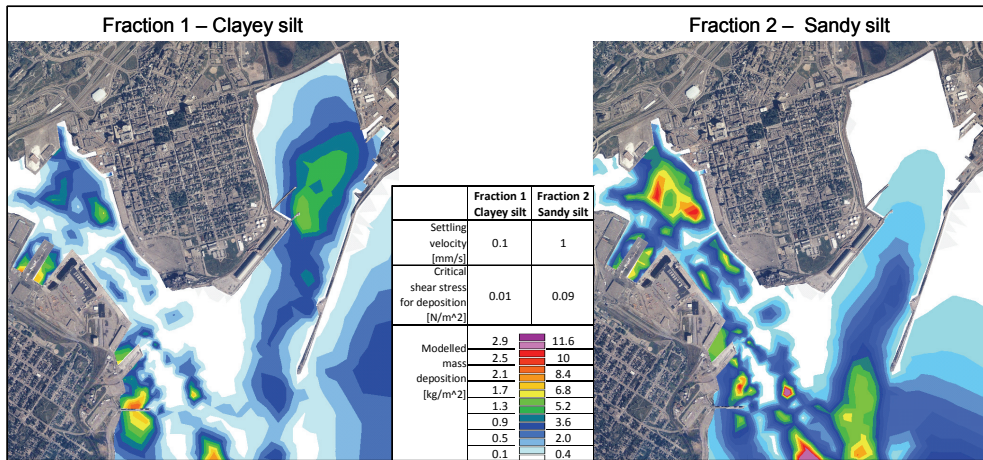 Fraction 1 – Clayey silt
Fraction 2 – Sandy silt
Fraction 1 Fraction 2
Clayey silt Sandy silt
Settling
velocity
[mm/s]
0.1 1
Critical
shear stress
for deposition
[N/m^2]
0.01 0.09
Modelled
mass
deposition
[kg/m^2]
2.9 11.6
2.5 10
2.1 8.4
1.7 6.8
1.3 5.2
0.9 3.6
0.5 2.0
0.1 0.4